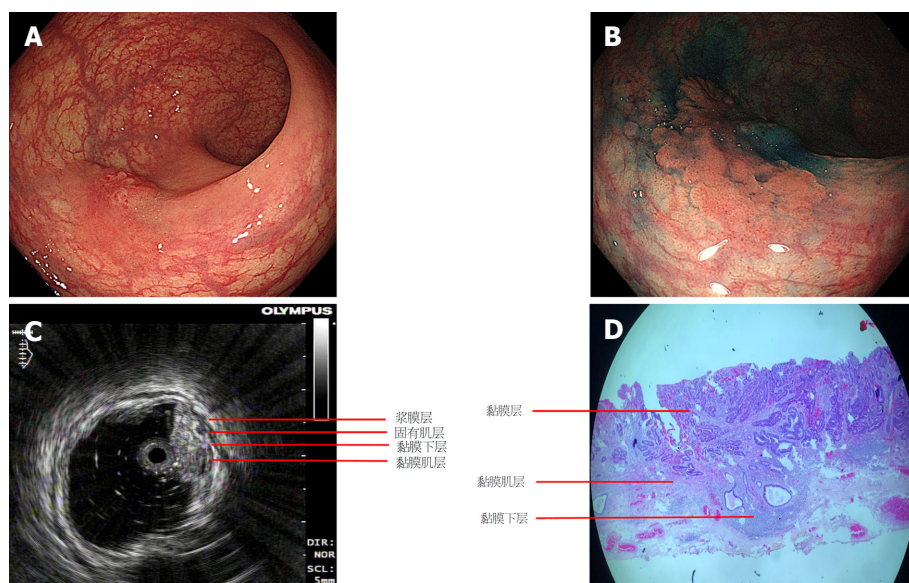 A
B
C
OLYMPUS
浆膜层
固有肌层
黏膜下层
黏膜肌层
DIR:
NOR
SCL:
5mm
D
黏膜层
黏膜肌层
黏膜下层